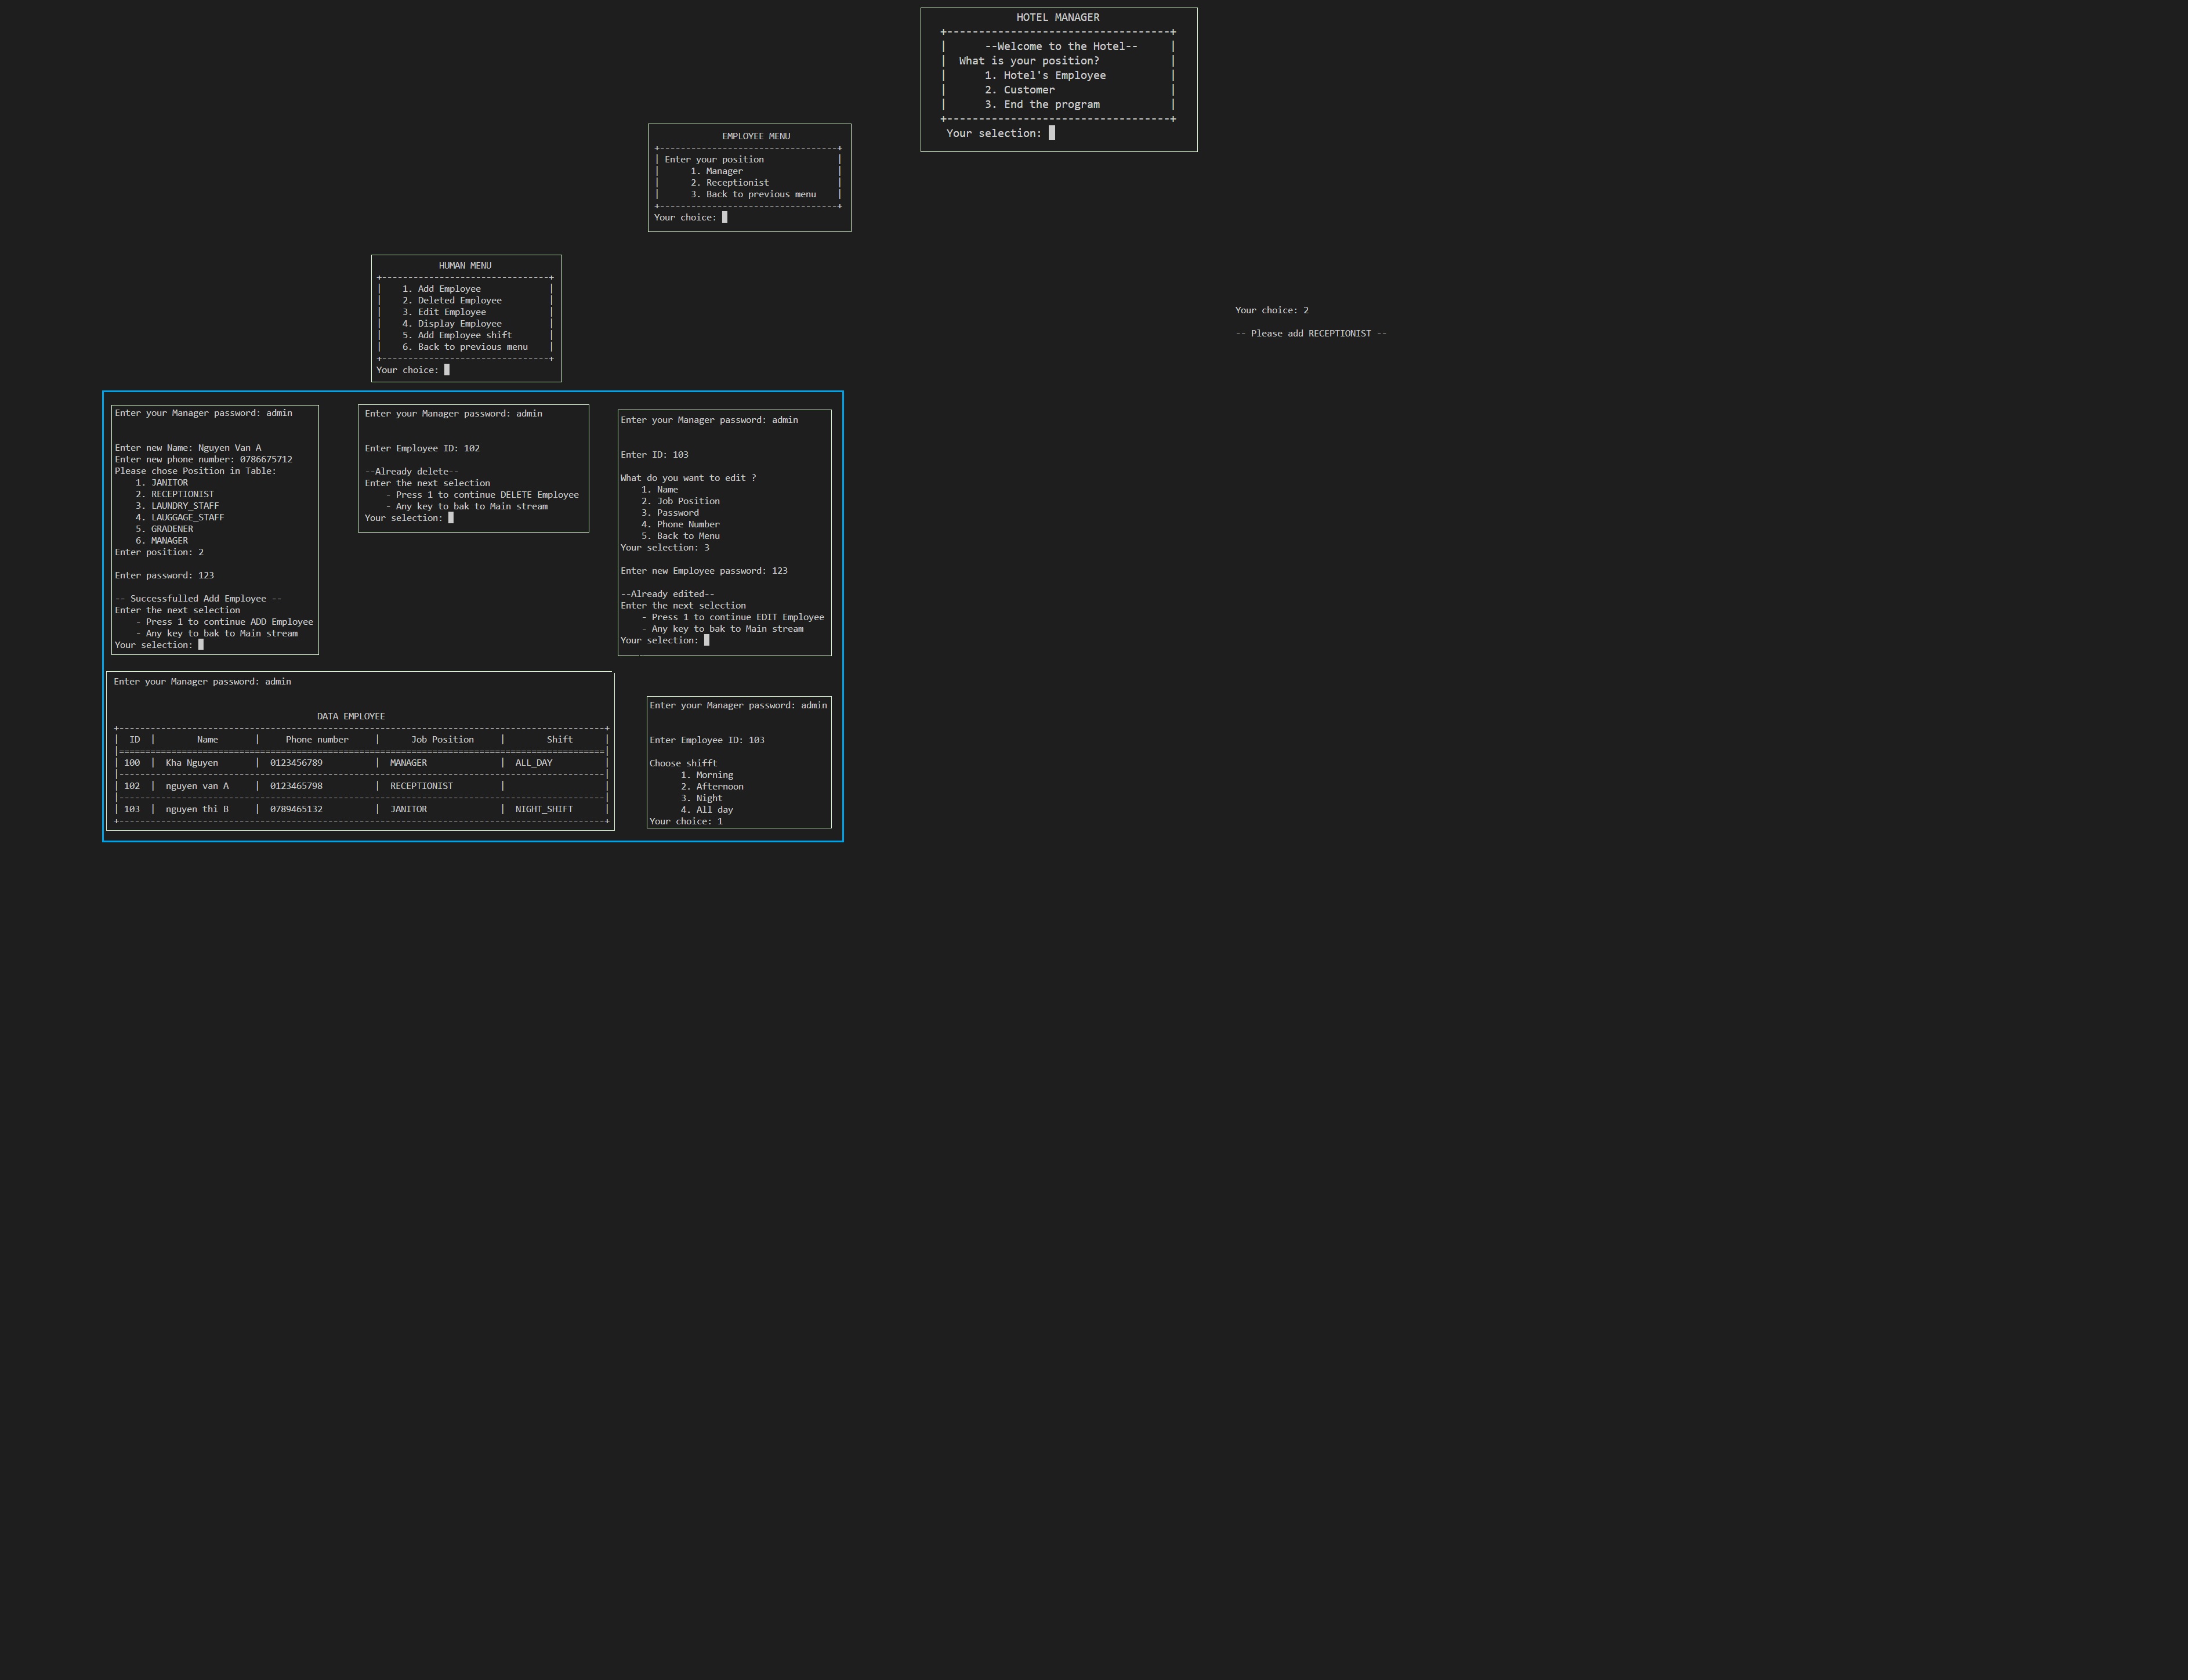 HOTEL MANAGER
+-----------------------------------+
| --Welcome to the Hotel-- |
| What is your position? |
| 1. Hotel's Employee |
| 2. Customer |
| 3. End the program |
+-----------------------------------+
Your selection:
EMPLOYEE MENU
+----------------------------------+
| Enter your position |
| 1. Manager |
| 2. Receptionist |
| 3. Back to previous menu |
+----------------------------------+
Your choice:
HUMAN MENU
+--------------------------------+
| 1. Add Employee |
| 2. Deleted Employee |
| 3. Edit Employee |
| 4. Display Employee |
| 5. Add Employee shift |
| 6. Back to previous menu |
+--------------------------------+
Your choice:
Your choice: 2
-- Please add RECEPTIONIST --
Enter your Manager password: admin
Enter new Name: Nguyen Van A
Enter new phone number: 0786675712
Please chose Position in Table:
1. JANITOR
2. RECEPTIONIST
3. LAUNDRY_STAFF
4. LAUGGAGE_STAFF
5. GRADENER
6. MANAGER
Enter position: 2
Enter password: 123
-- Successfulled Add Employee --
Enter the next selection
- Press 1 to continue ADD Employee
- Any key to bak to Main stream
Your selection:
Enter your Manager password: admin
Enter Employee ID: 102
--Already delete--
Enter the next selection
- Press 1 to continue DELETE Employee
- Any key to bak to Main stream
Your selection:
Enter your Manager password: admin
Enter ID: 103
What do you want to edit ?
1. Name
2. Job Position
3. Password
4. Phone Number
5. Back to Menu
Your selection: 3
Enter new Employee password: 123
--Already edited--
Enter the next selection
- Press 1 to continue EDIT Employee
- Any key to bak to Main stream
Your selection:
Enter your Manager password: admin
DATA EMPLOYEE
| ID | Name | Phone number | Job Position | Shift |
| 100 | Kha Nguyen | 0123456789 | MANAGER | ALL_DAY |
| 102 | nguyen van A | 0123465798 | RECEPTIONIST | |
| 103 | nguyen thi B | 0789465132 | JANITOR | NIGHT_SHIFT |
Enter your Manager password: admin
Enter Employee ID: 103
Choose shifft
1. Morning
2. Afternoon
3. Night
4. All day
Your choice: 1